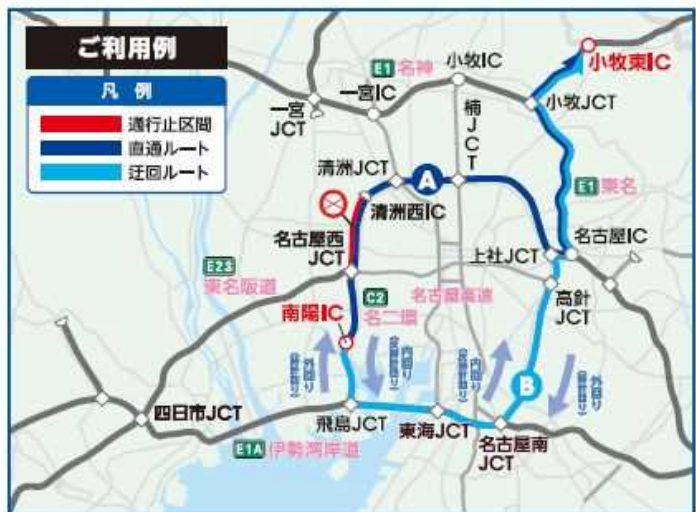 ご利用例
凡 例
通行止区間
直通ルート
迂回ルート
E1 名神
小牧IC
小牧東IC
一宮IC
一宮
JCT
小牧JCT
楠JCT
清洲JCT
A
E1 東名
清洲西IC
名古屋西
JCT
上社JCT
名古屋IC
E23
東名阪道
C2
名二環
名古屋高速
高針
JCT
南陽IC
外回り
内回り
内回り
外回り
B
四日市JCT
飛島JCT
東海JCT
名古屋南
JCT
E1A 伊勢湾岸道